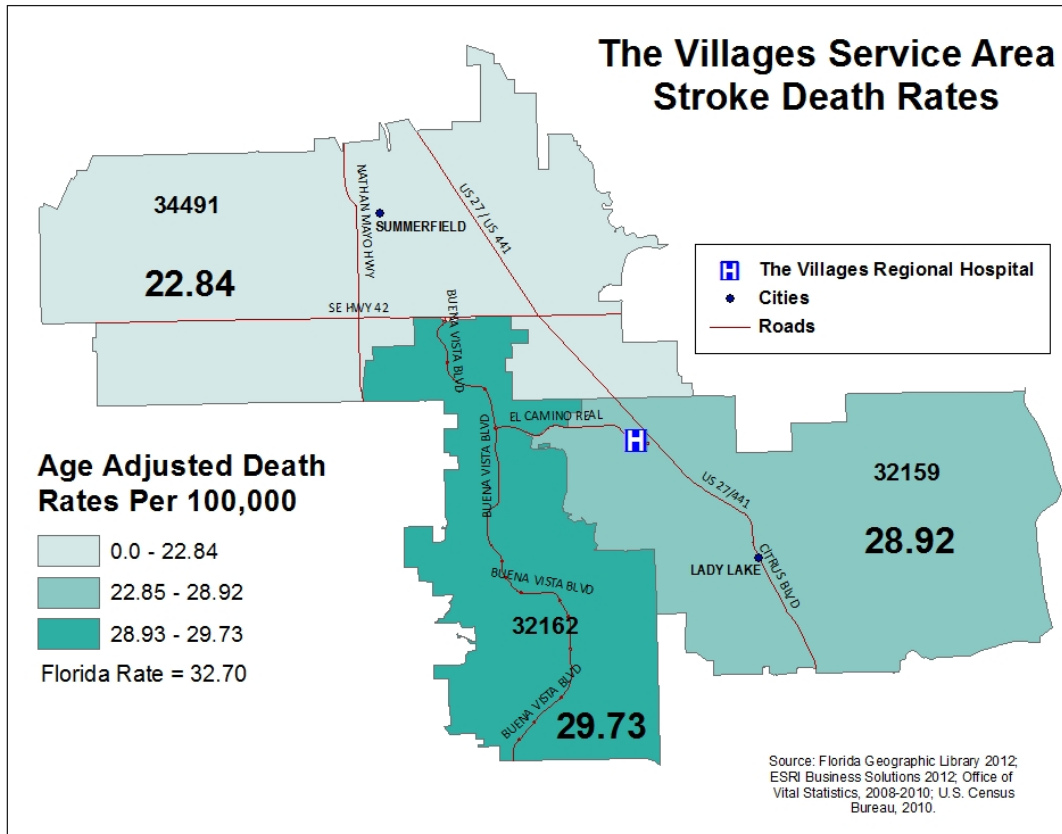 The Villages Service Area
Stroke Death Rates
34491
22.84
NATHAN MAYO HWY
SUMMERFIELD
US 27 / US 441
SE HWY 42
BUENA VISTA BLVD
The Villages Regional Hospital
Cities
Roads
H
H
EL CAMINO REAL
BUENA VISTA BLVD
US 27/441
32159
28.92
LADY LAKE
CITRUS BLVD
BUENA VISTA BLVD
32162
BUENA VISTA BLVD
29.73
Age Adjusted Death
Rates Per 100,000
0.0 - 22.84
22.85 - 28.92
28.93 - 29.73
Florida Rate = 32.70
Source: Florida Geographic Library 2012;
ESRI Business Solutions 2012; Office of
Vital Statistics, 2008-2010; U.S. Census
Bureau, 2010.